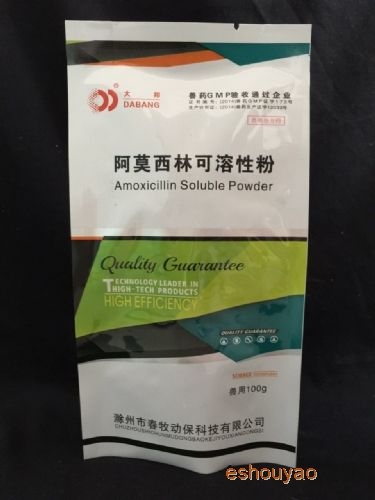 大邦
DABANG
兽药GMP验收通过企业
阿莫西林可溶性粉
Amoxicillin Soluble Powder
Quality Guarantee
TECHNOLOGY LEADER IN
THIGH-TECH PRODUCTS
HIGH EFFICIENCY
QUALITY GUARANTEE
兽用100g
滁州市春牧动保科技有限公司
CHUZHOUSHICHUNMUDONGBAOKEJIYOUXIANGONGSI
eshouyao